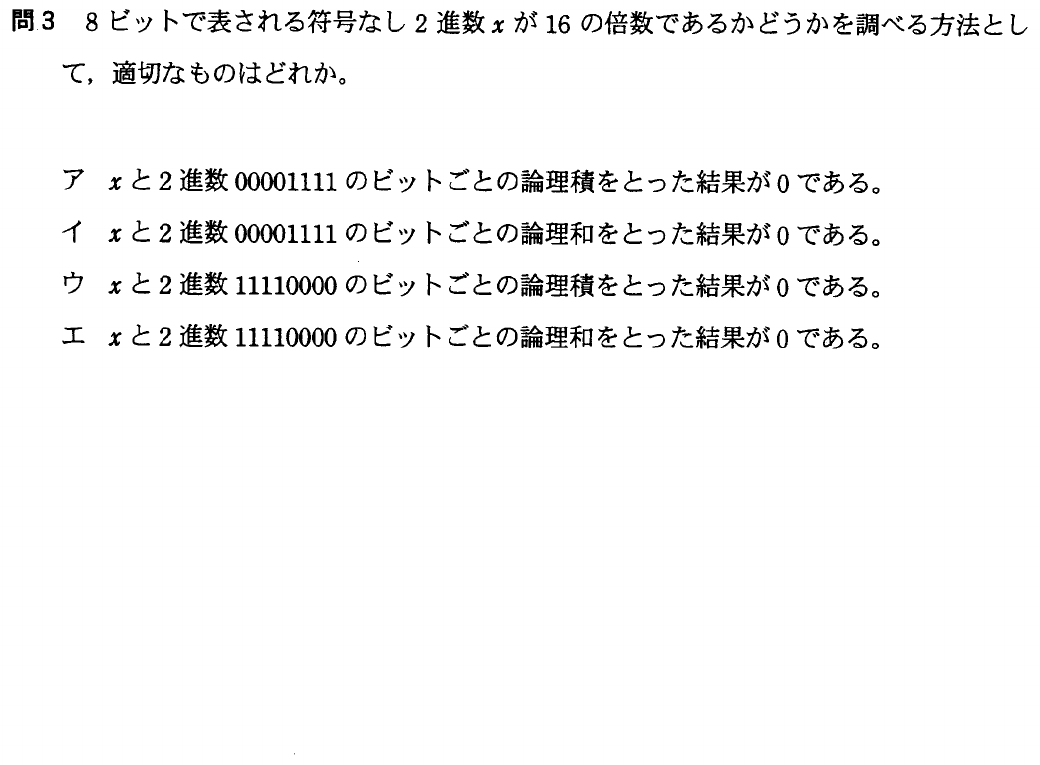 問3 8ビットで表される符号なし2進数xが16の倍数であるかどうかを調べる方法とし
て，適切なものはどれか。
ア xと2進数00001111のビットごとの論理積をとった結果が0である。
イ xと2進数00001111のビットごとの論理和をとった結果が0である。
ウ xと2進数11110000のビットごとの論理積をとった結果が0である。
エ xと2進数11110000のビットごとの論理和をとった結果が0である。